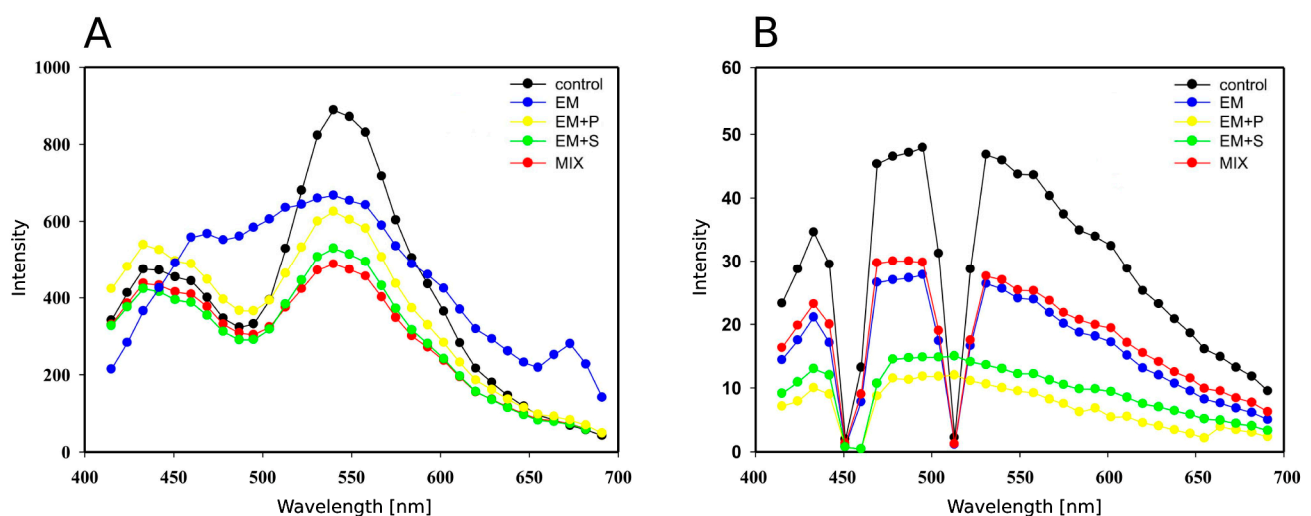 A
1000
800
600
400
200
0
Intensity
control
EM
EM+P
EM+S
MIX
400 450 500 550 600 650 700
Wavelength [nm]
B
60
50
40
30
20
10
0
Intensity
control
EM
EM+P
EM+S
MIX
400 450 500 550 600 650 700
Wavelength [nm]